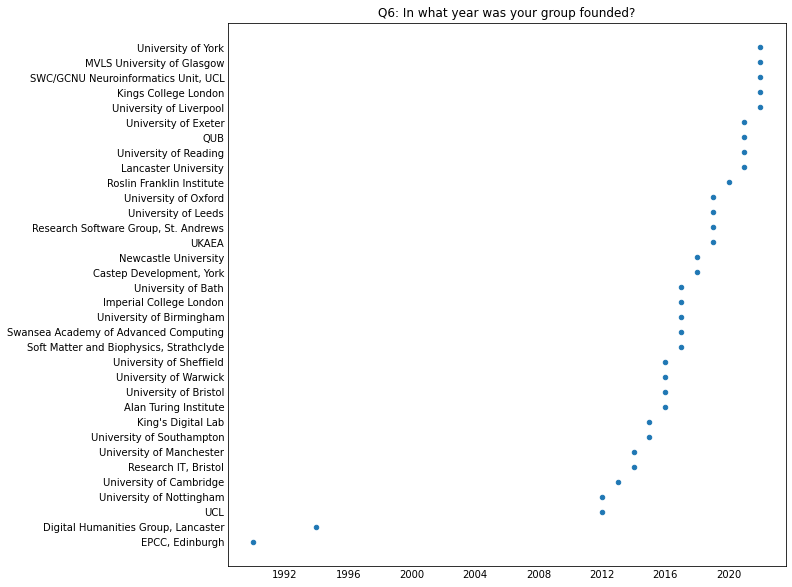 Q6: In what year was your group founded?
University of York
MVLS University of Glasgow
SWC/GCNU Neuroinformatics Unit, UCL
Kings College London
University of Liverpool
University of Exeter
QUB
University of Reading
Lancaster University
Roslin Franklin Institute
University of Oxford
University of Leeds
Research Software Group, St. Andrews
UKAEA
Newcastle University
Castep Development, York
University of Bath
Imperial College London
University of Birmingham
Swansea Academy of Advanced Computing
Soft Matter and Biophysics, Strathclyde
University of Sheffield
University of Warwick
University of Bristol
Alan Turing Institute
King's Digital Lab
University of Southampton
University of Manchester
Research IT, Bristol
University of Cambridge
University of Nottingham
UCL
Digital Humanities Group, Lancaster
EPCC, Edinburgh
1992 1996 2000 2004 2008 2012 2016 2020